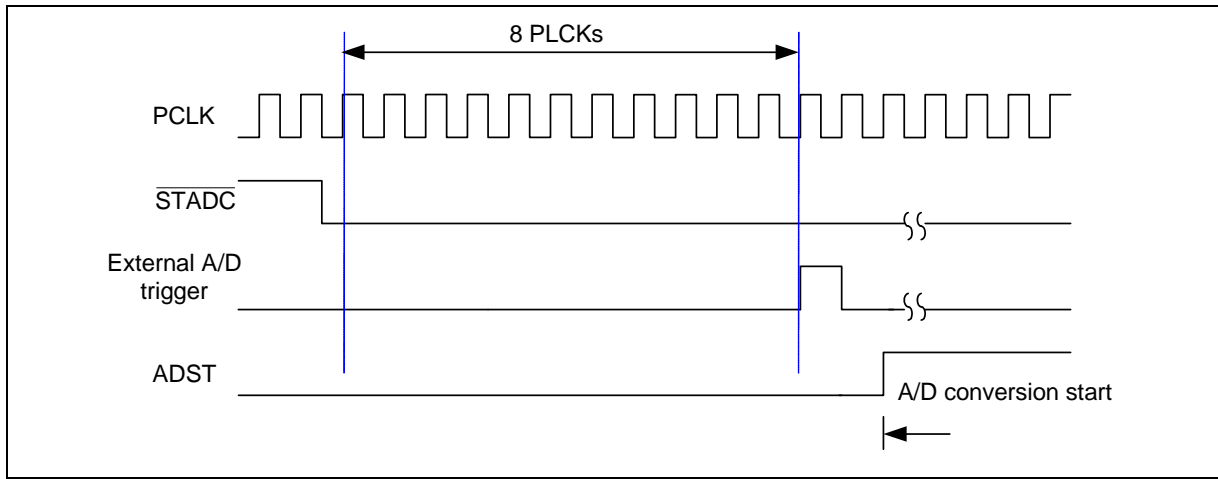 8 PLCKs
PCLK
STADC
External A/D
trigger
ADST
A/D conversion start